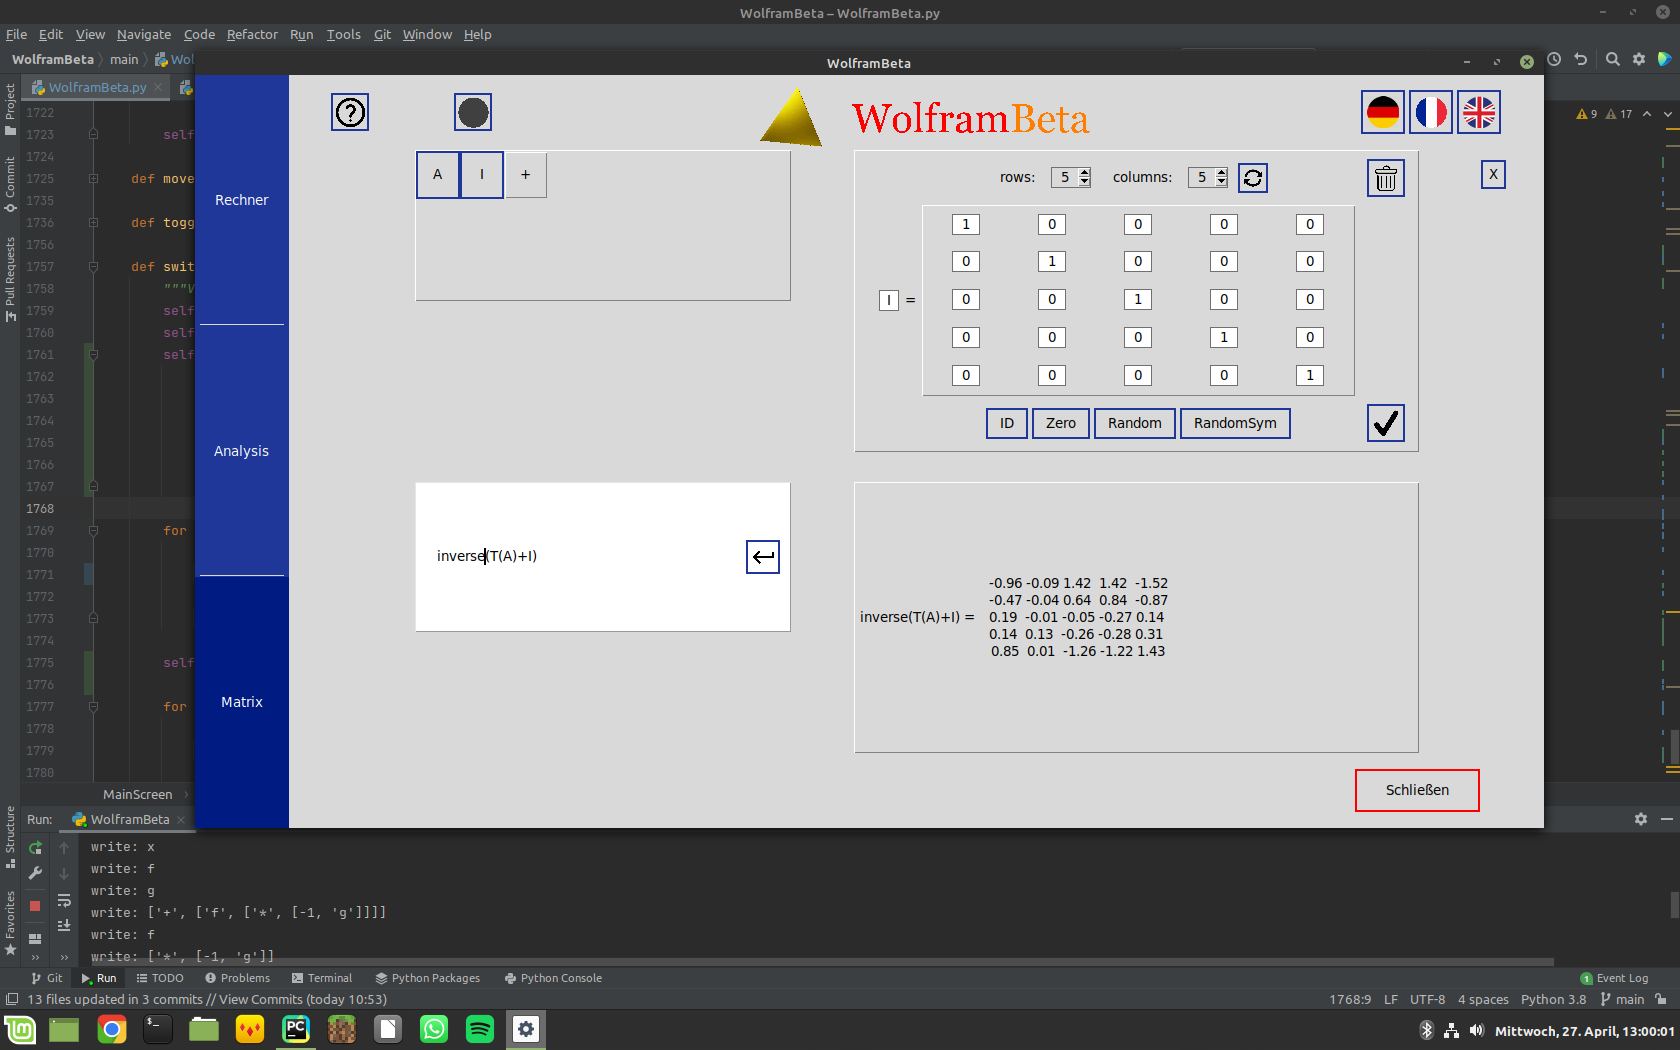 WolframBeta – WolframBeta.py
File Edit View Navigate Code Refactor Run Tools Git Window Help
WolframBeta main Wol
WolframBeta
WolframBeta.py
Project
Commit
Pull Requests
Structure
Favorites
1722
1723 self
1724
1725 def move
1735
1736 def togg
1756
1757 def swit
1758 """V
1759 self
1760 self
1761 self
1762
1763
1764
1765
1766
1767
1768
1769 for
1770
1771
1772
1773
1774
1775 self
1776
1777 for
1778
1779
1780
9 17
Rechner
Analysis
Matrix
?
WolframBeta
A I +
rows: 5 columns: 5
X
I =
1 0 0 0 0
0 1 0 0 0
0 0 1 0 0
0 0 0 1 0
0 0 0 0 1
ID Zero Random RandomSym
inverse(T(A)+I)
inverse(T(A)+I) =
-0.96 -0.09 1.42 1.42 -1.52
-0.47 -0.04 0.64 0.84 -0.87
0.19 -0.01 -0.05 -0.27 0.14
0.14 0.13 -0.26 -0.28 0.31
0.85 0.01 -1.26 -1.22 1.43
Schließen
MainScreen
Run: WolframBeta
write: x
write: f
write: g
write: ['+', ['f', ['*', [-1, 'g']]]]
write: f
write: ['*', [-1, 'g']]
Git Run TODO Problems Terminal Python Packages Python Console 1 Event Log
13 files updated in 3 commits // View Commits (today 10:53) 1768:9 LF UTF-8 4 spaces Python 3.8 main
PC
Mittwoch, 27. April, 13:00:01